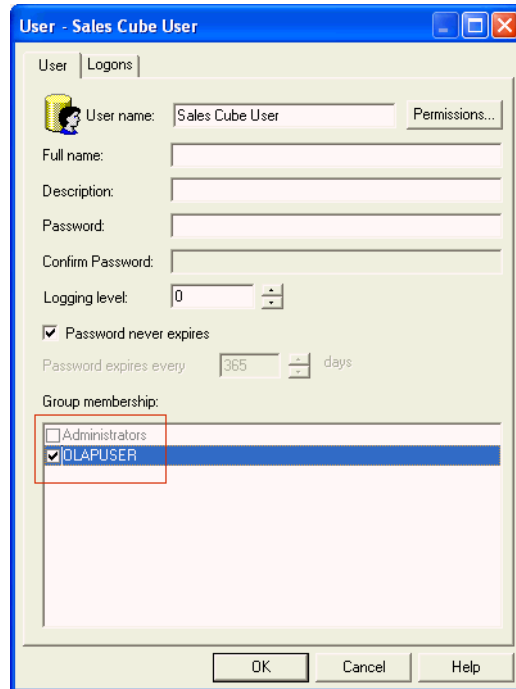 User - Sales Cube User
User Logons
User name: Sales Cube User Permissions...
Full name:
Description:
Password:
Confirm Password:
Logging level: 0
Password never expires
Password expires every 365 days
Group membership:
Administrators
OLAPUSER
OK Cancel Help